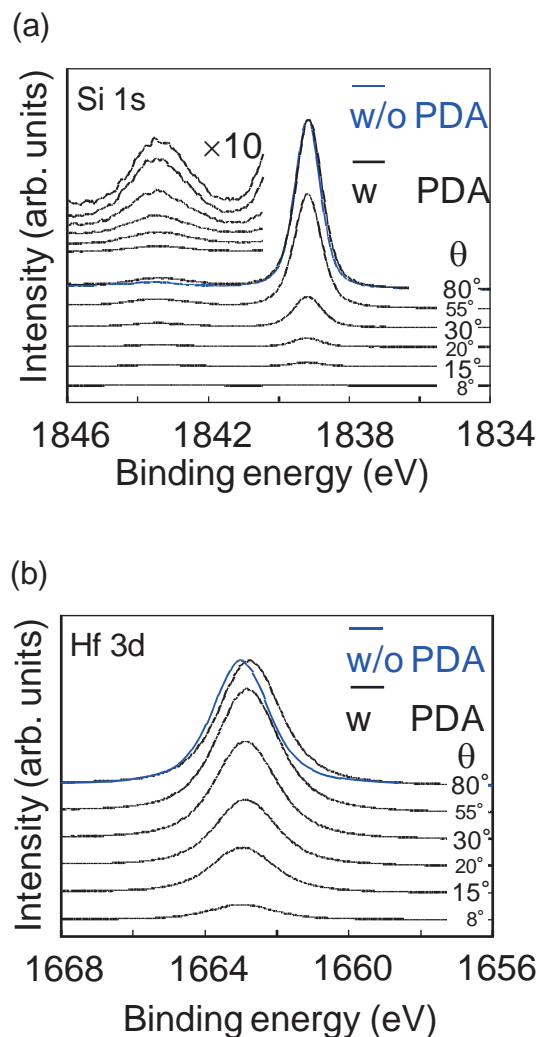 (a)
Intensity (arb. units)
Si 1s
×10
w/o PDA
w PDA
θ
80°
55°
30°
20°
15°
8°
1846 1842 1838 1834
Binding energy (eV)
(b)
Intensity (arb. units)
Hf 3d
w/o PDA
w PDA
θ
80°
55°
30°
20°
15°
8°
1668 1664 1660 1656
Binding energy (eV)